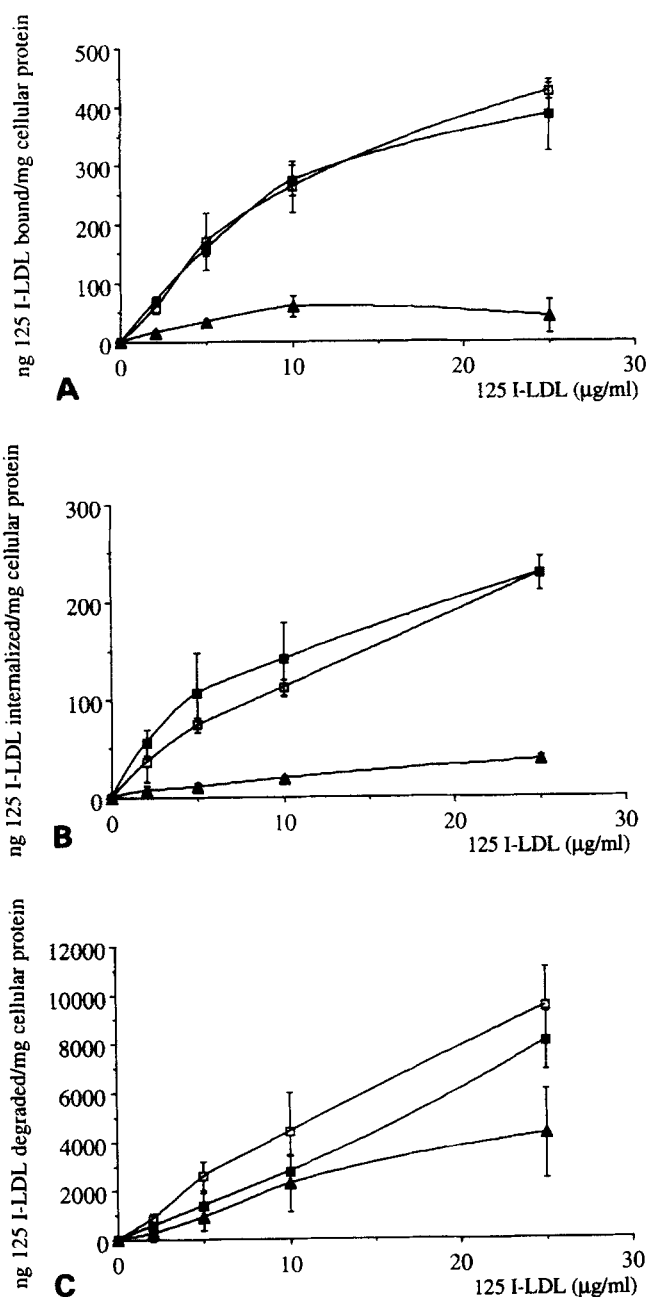 ng 125 I-LDL bound/mg cellular protein
500
400
300
200
100
0
0 10 20 30
125 I-LDL (µg/ml)
A
ng 125 I-LDL internalized/mg cellular protein
300
200
100
0
0 10 20 30
125 I-LDL (µg/ml)
B
ng 125 I-LDL degraded/mg cellular protein
12000
10000
8000
6000
4000
2000
0
0 10 20 30
125 I-LDL (µg/ml)
C